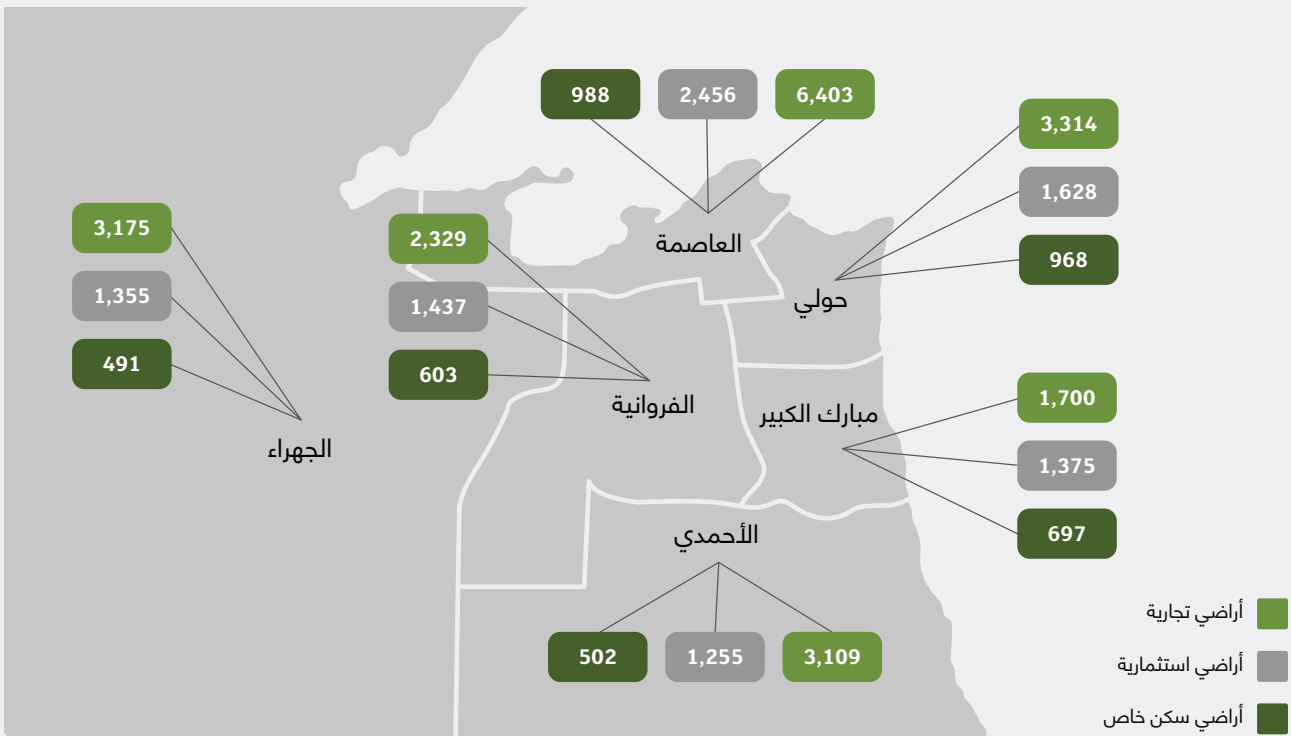 988
2,456
6,403
العاصمة
3,314
1,628
968
حولي
3,175
1,355
491
الجهراء
2,329
1,437
603
الفروانية
1,700
1,375
697
مبارك الكبير
الأحمدي
502
1,255
3,109
أراضي تجارية
أراضي استثمارية
أراضي سكن خاص